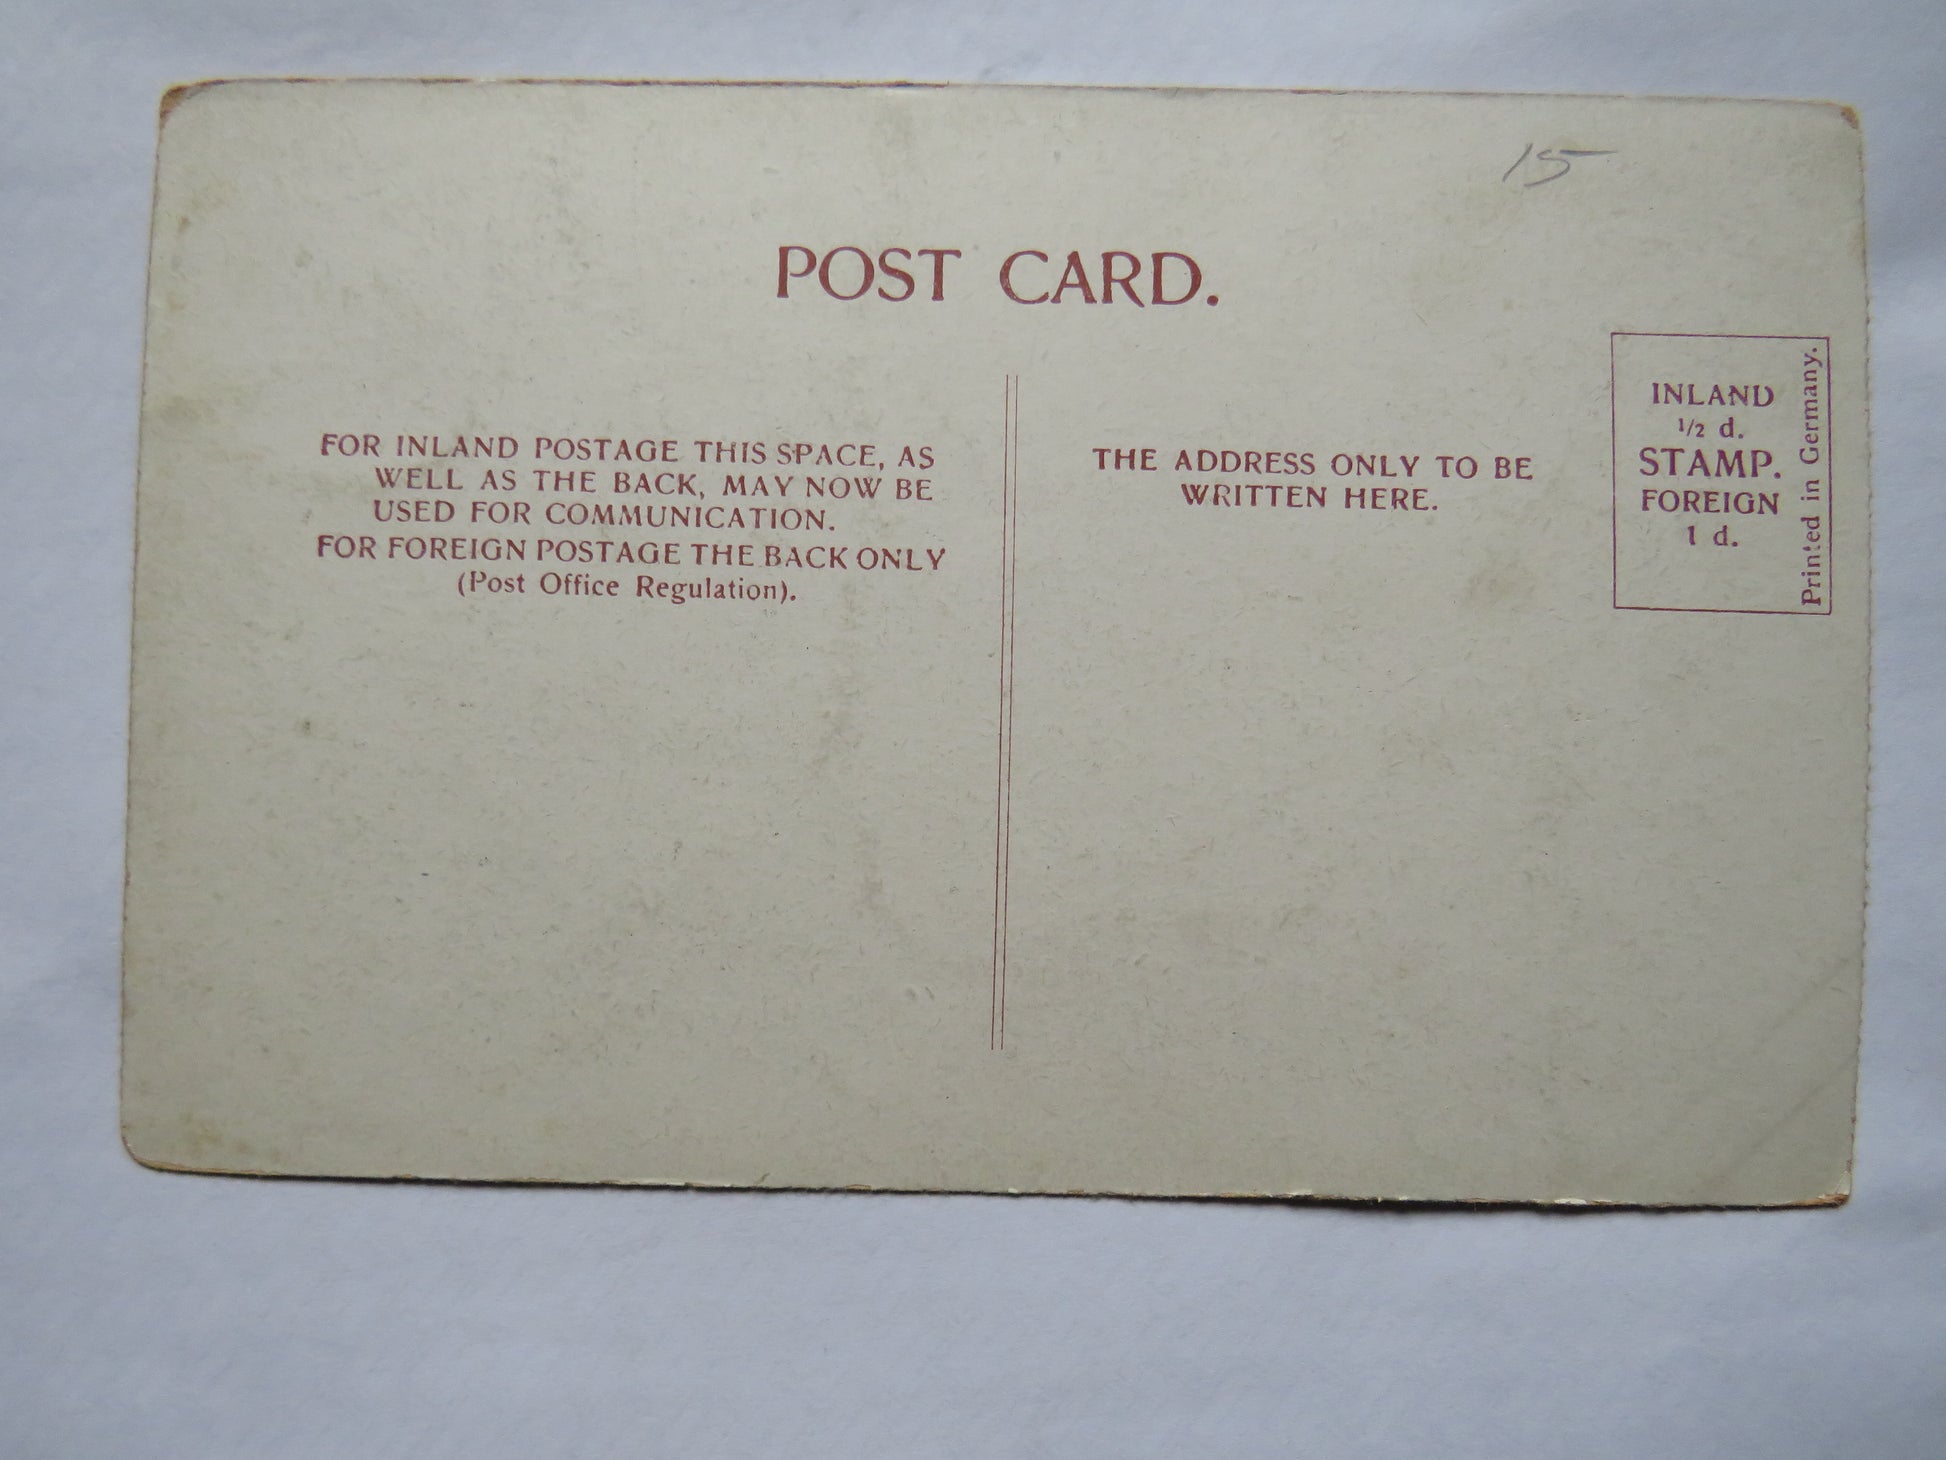 15
POST CARD.
FOR INLAND POSTAGE THIS SPACE, AS
WELL AS THE BACK, MAY NOW BE
USED FOR COMMUNICATION.
FOR FOREIGN POSTAGE THE BACK ONLY
(Post Office Regulation).
THE ADDRESS ONLY TO BE
WRITTEN HERE.
INLAND
1/2 d.
STAMP.
FOREIGN
1 d.
Printed in Germany.